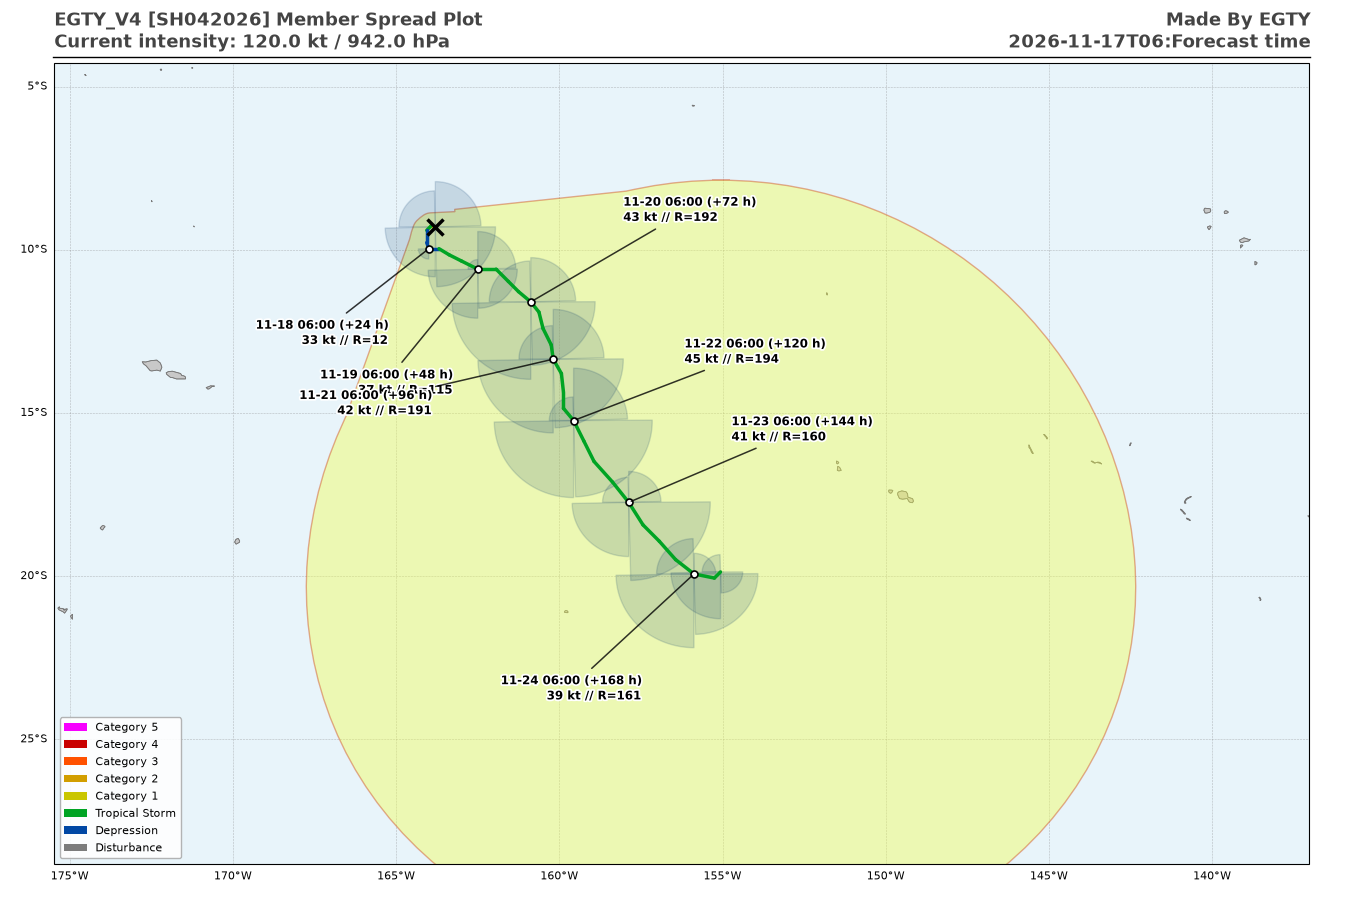 EGTY_V4 [SH042026] Member Spread Plot
Made By EGTY
Current intensity: 120.0 kt / 942.0 hPa
2026-11-17T06:Forecast time
5°S
10°S
15°S
20°S
25°S
11-20 06:00 (+72 h)
43 kt // R=192
11-18 06:00 (+24 h)
33 kt // R=12
11-22 06:00 (+120 h)
45 kt // R=194
11-19 06:00 (+48 h)
37 kt // R=115
11-21 06:00 (+96 h)
42 kt // R=191
11-23 06:00 (+144 h)
41 kt // R=160
11-24 06:00 (+168 h)
39 kt // R=161
Category 5
Category 4
Category 3
Category 2
Category 1
Tropical Storm
Depression
Disturbance
175°W
170°W
165°W
160°W
155°W
150°W
145°W
140°W